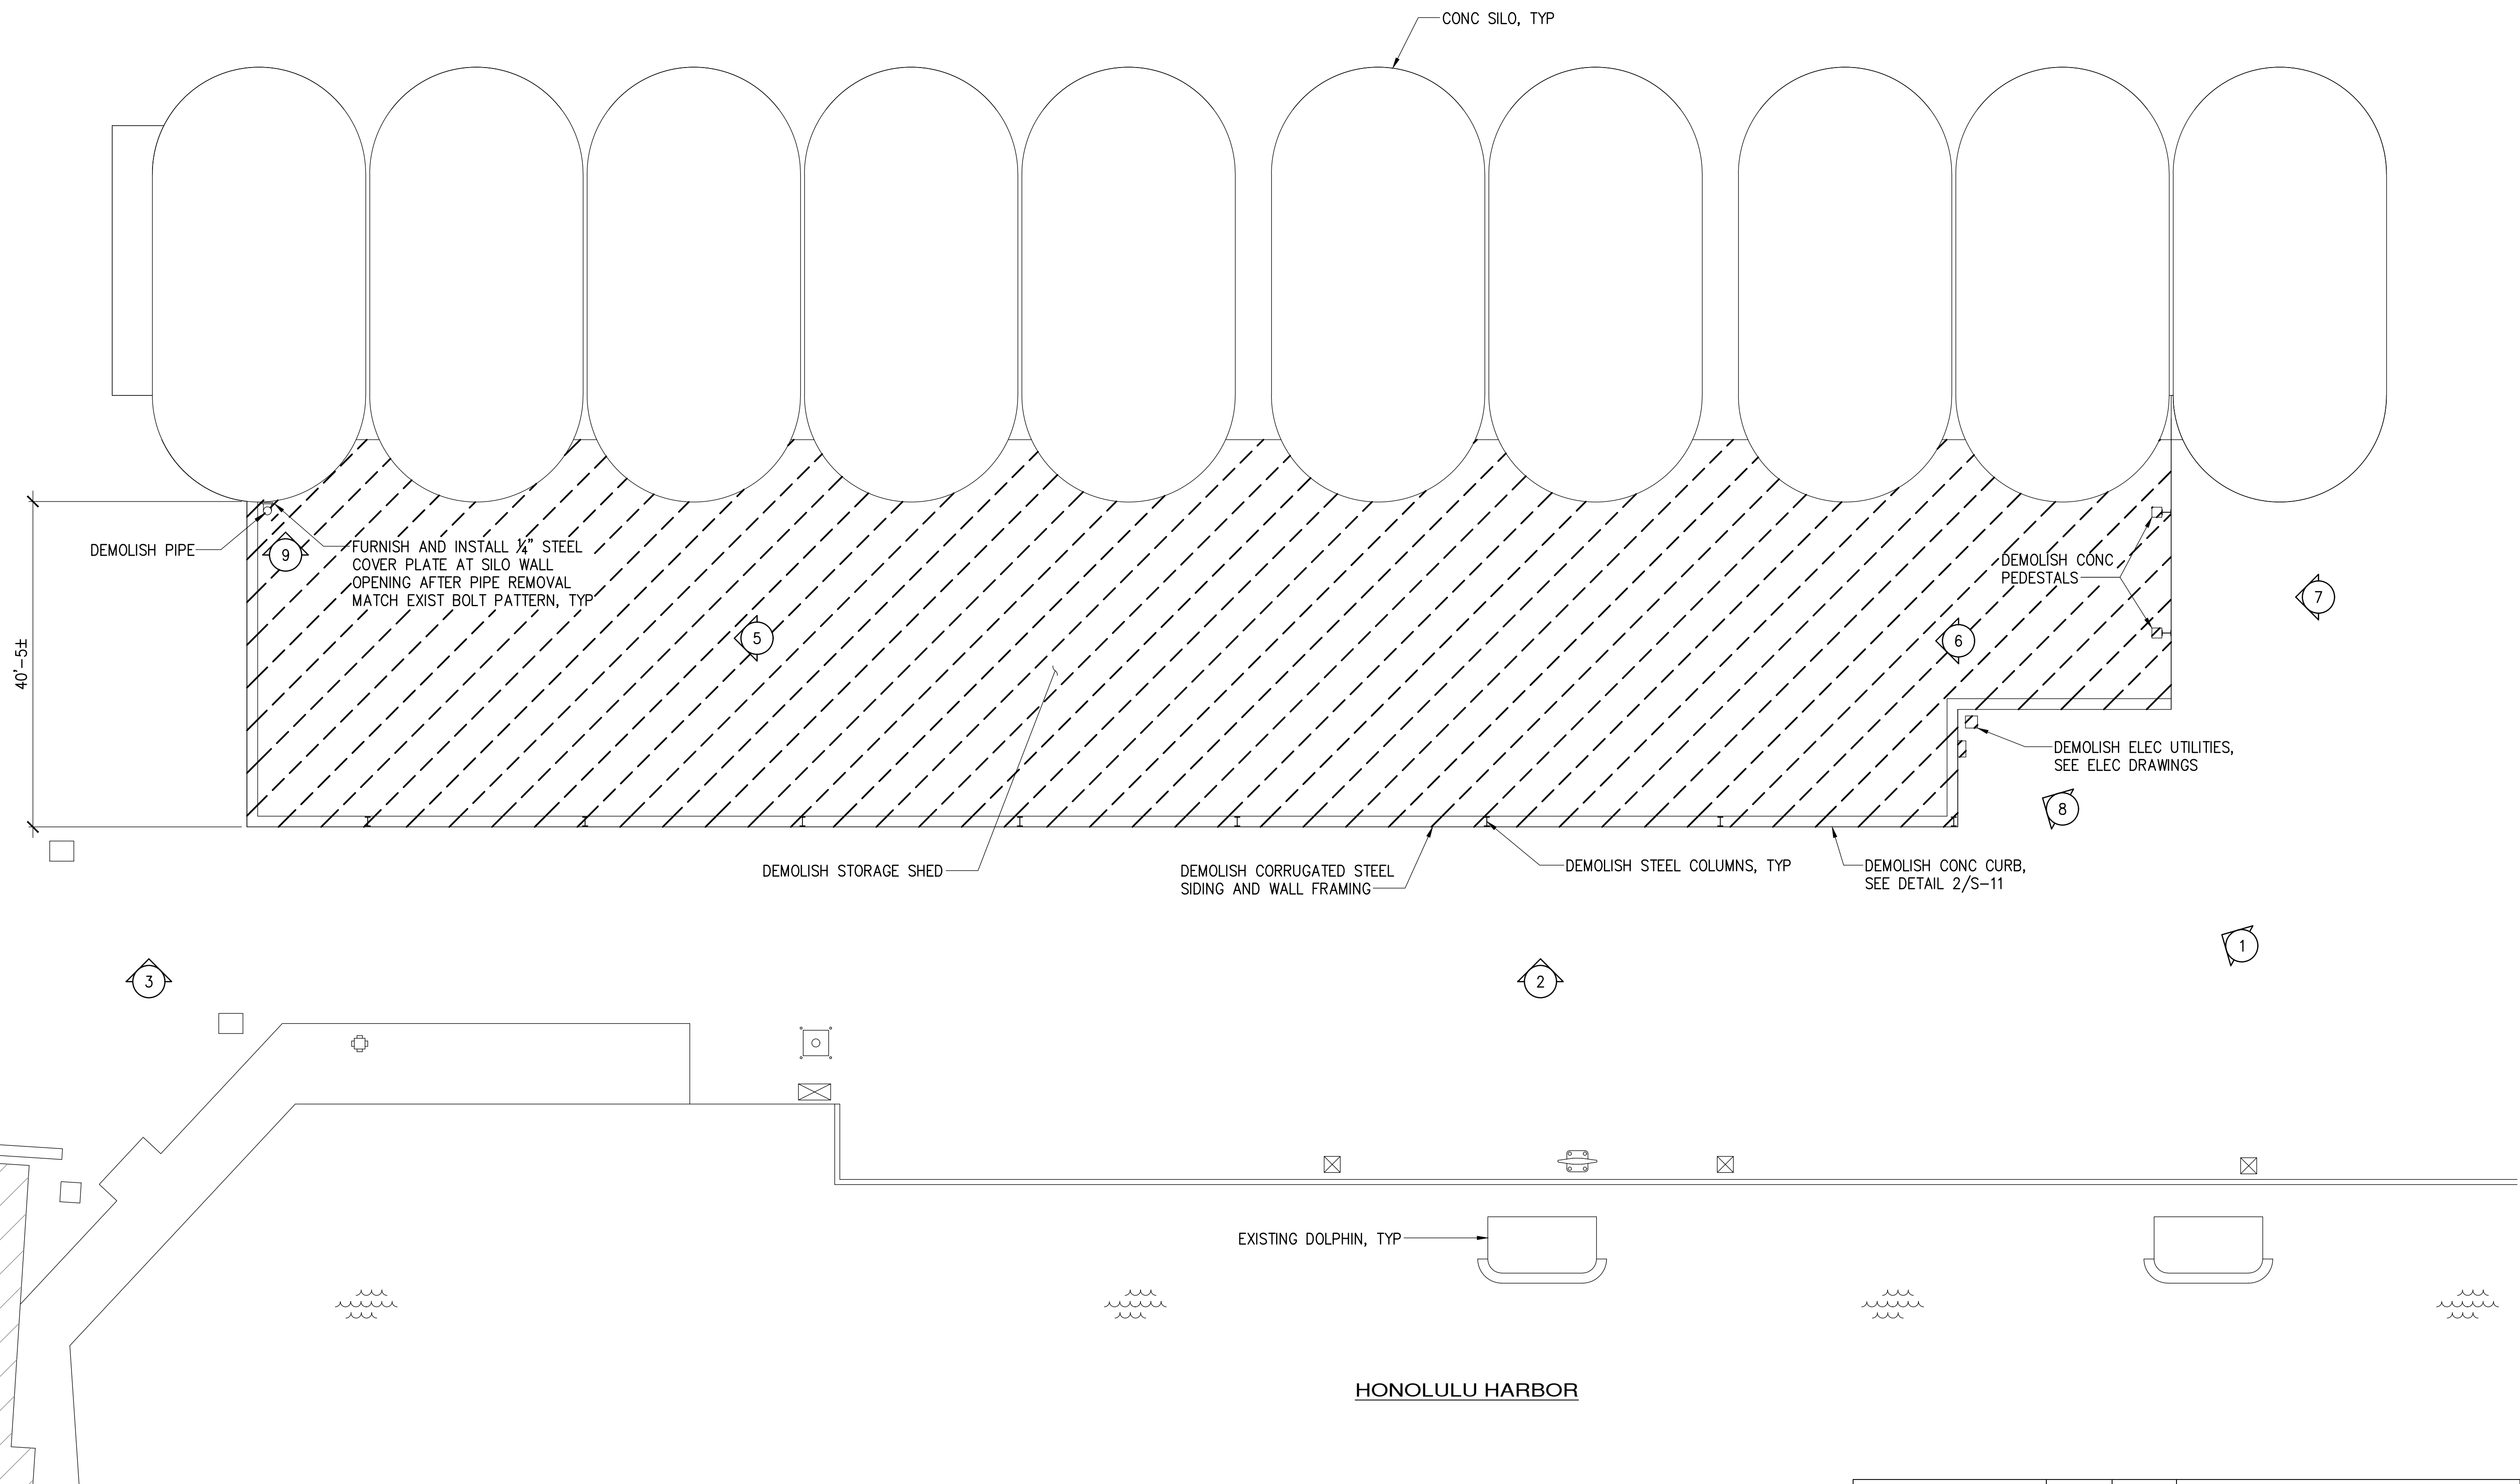 CONC SILO, TYP
DEMOLISH PIPE
9
FURNISH AND INSTALL ¼" STEEL
COVER PLATE AT SILO WALL
OPENING AFTER PIPE REMOVAL
MATCH EXIST BOLT PATTERN, TYP
DEMOLISH CONC
PEDESTALS
7
5
6
40'-5±
DEMOLISH ELEC UTILITIES,
SEE ELEC DRAWINGS
8
DEMOLISH STORAGE SHED
DEMOLISH CORRUGATED STEEL
SIDING AND WALL FRAMING
DEMOLISH STEEL COLUMNS, TYP
DEMOLISH CONC CURB,
SEE DETAIL 2/S-11
1
3
2
EXISTING DOLPHIN, TYP
HONOLULU HARBOR